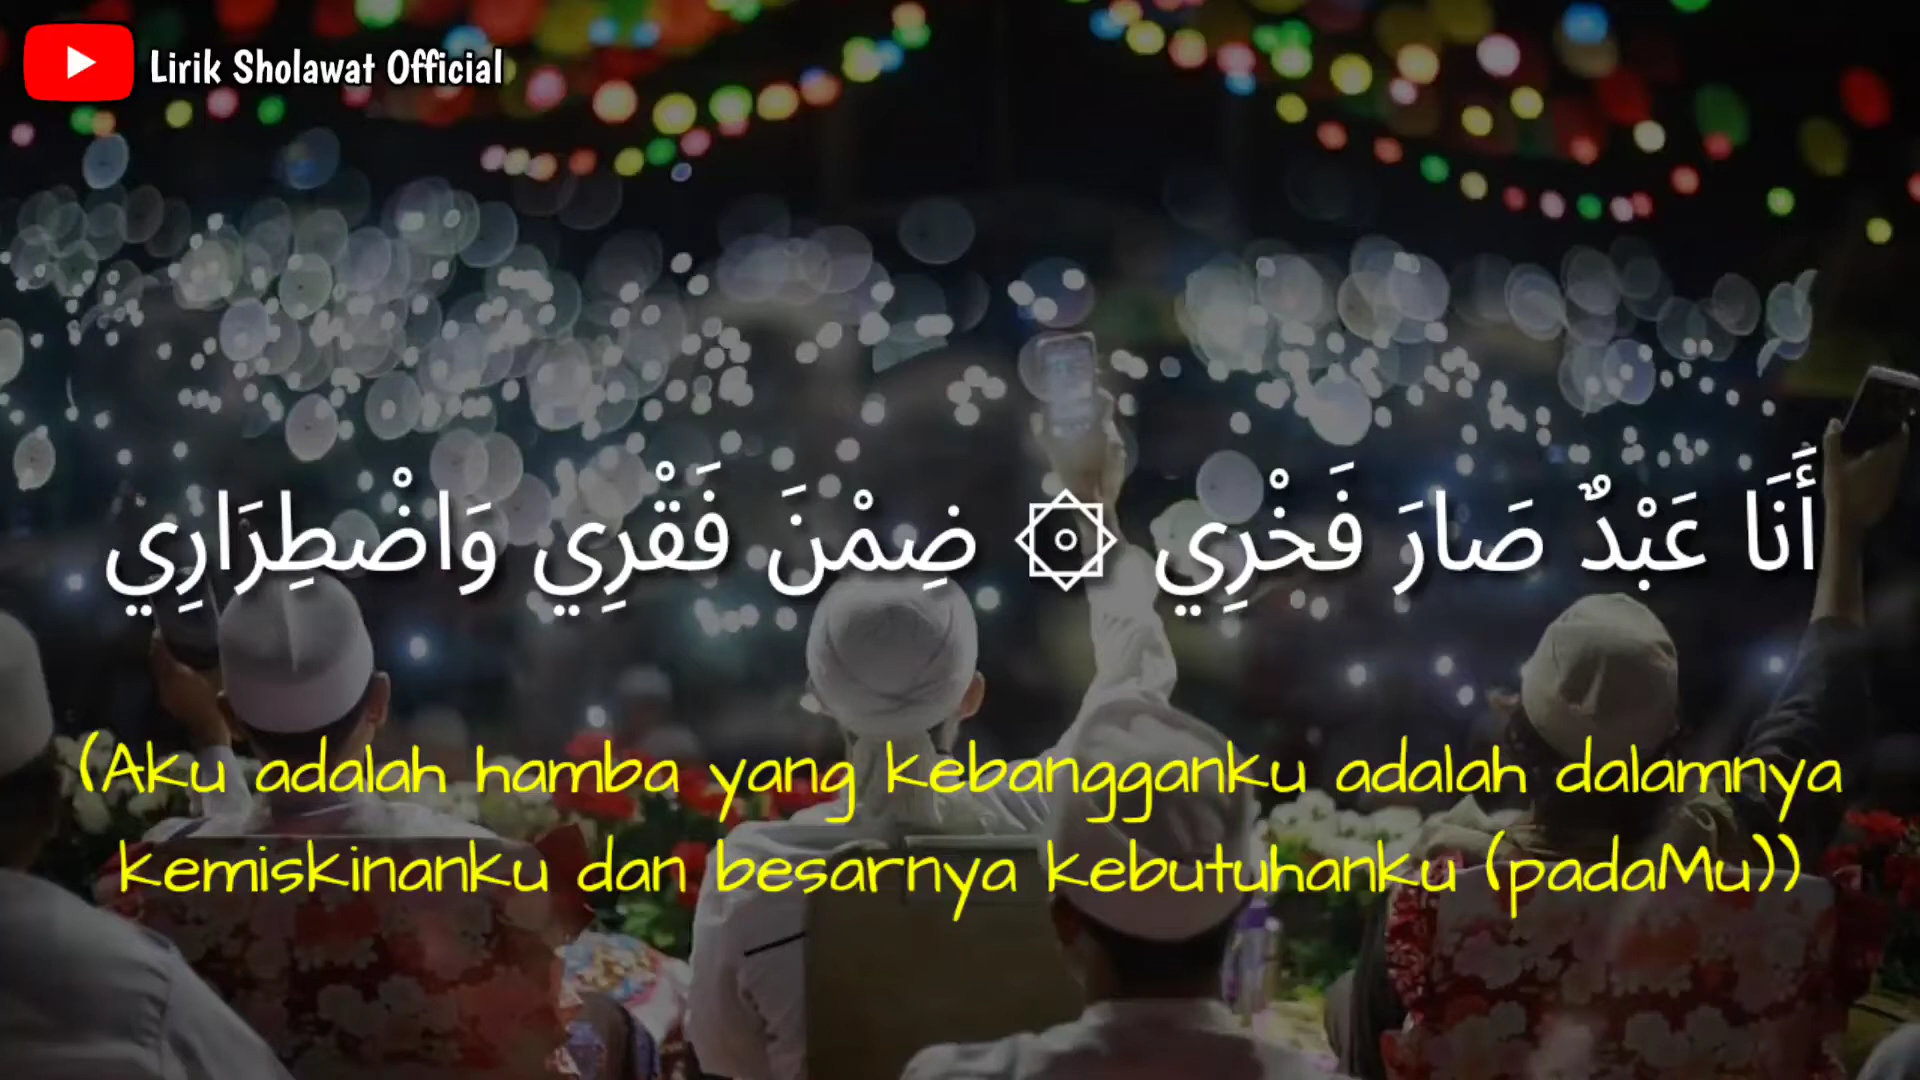 Lirik Sholawat Official
أَنَا عَبْدٌ صَارَ فَخْرِي ۞ ضِمْنَ فَقْرِي وَاضْطِرَارِي
(Aku adalah hamba yang kebangganku adalah dalamnya
kemiskinanku dan besarnya kebutuhanku (padaMu))